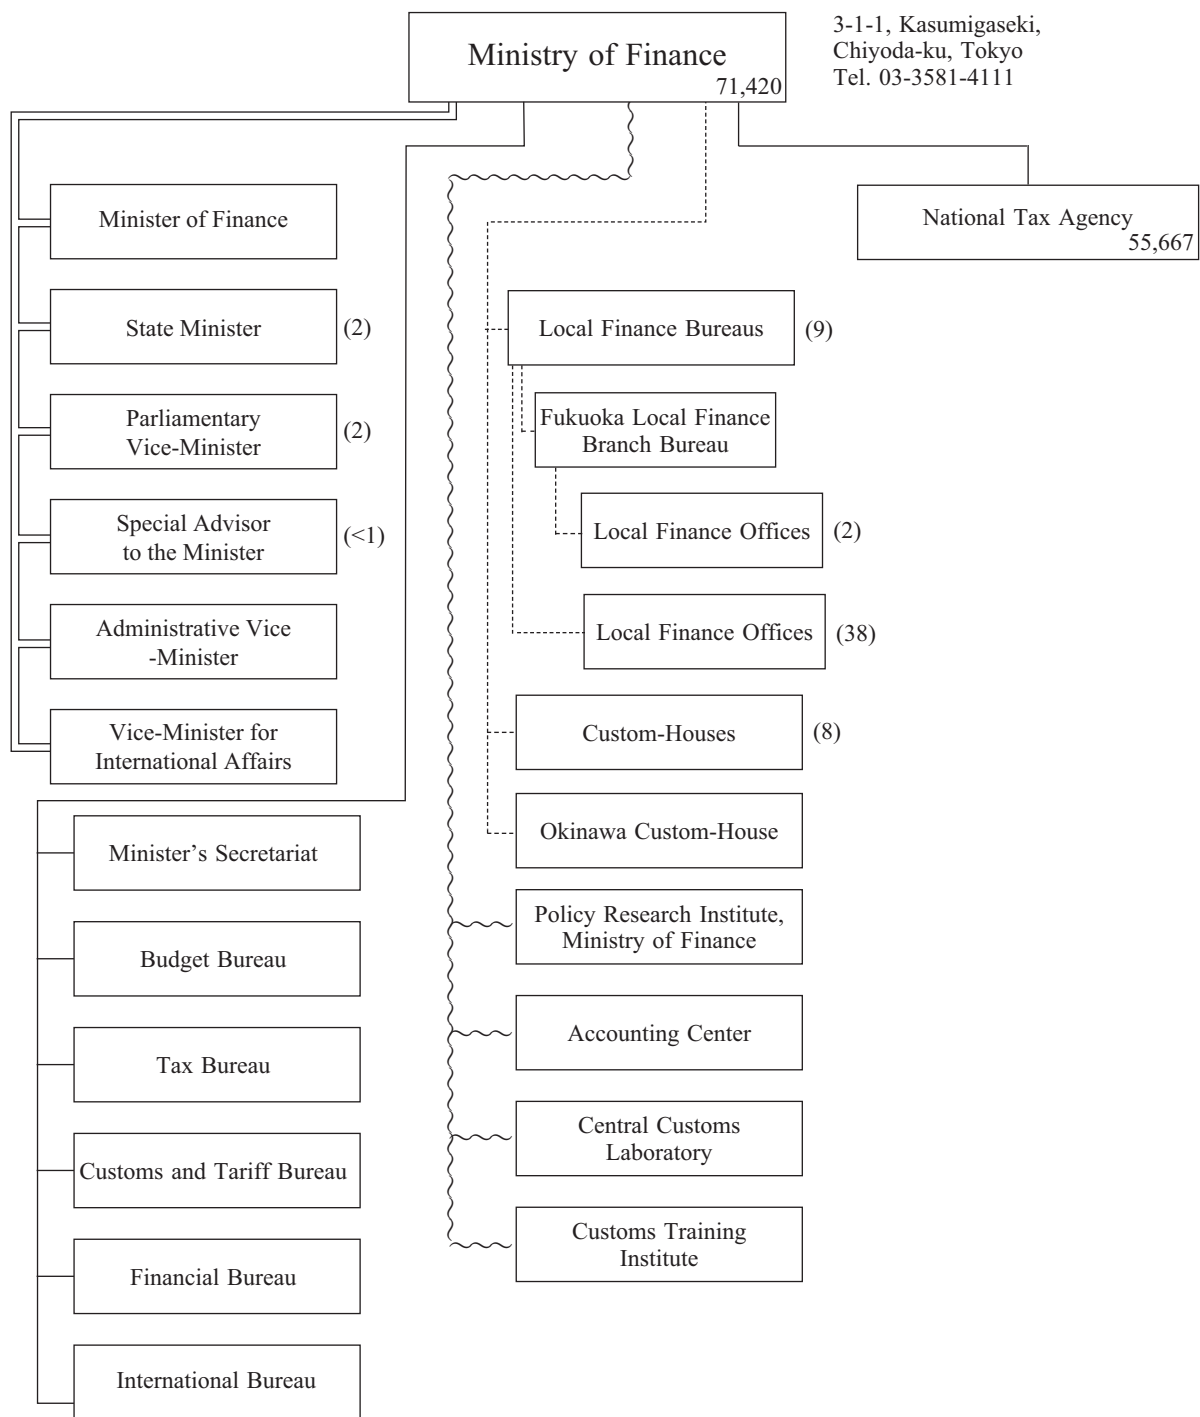 Ministry of Finance
71,420
3-1-1, Kasumigaseki,
Chiyoda-ku, Tokyo
Tel. 03-3581-4111
Minister of Finance
State Minister
(2)
Parliamentary
Vice-Minister
(2)
Special Advisor
to the Minister
(<1)
Administrative Vice
-Minister
Vice-Minister for
International Affairs
Minister’s Secretariat
Budget Bureau
Tax Bureau
Customs and Tariff Bureau
Financial Bureau
International Bureau
National Tax Agency
55,667
Local Finance Bureaus
(9)
Fukuoka Local Finance
Branch Bureau
Local Finance Offices
(2)
Local Finance Offices
(38)
Custom-Houses
(8)
Okinawa Custom-House
Policy Research Institute,
Ministry of Finance
Accounting Center
Central Customs
Laboratory
Customs Training
Institute